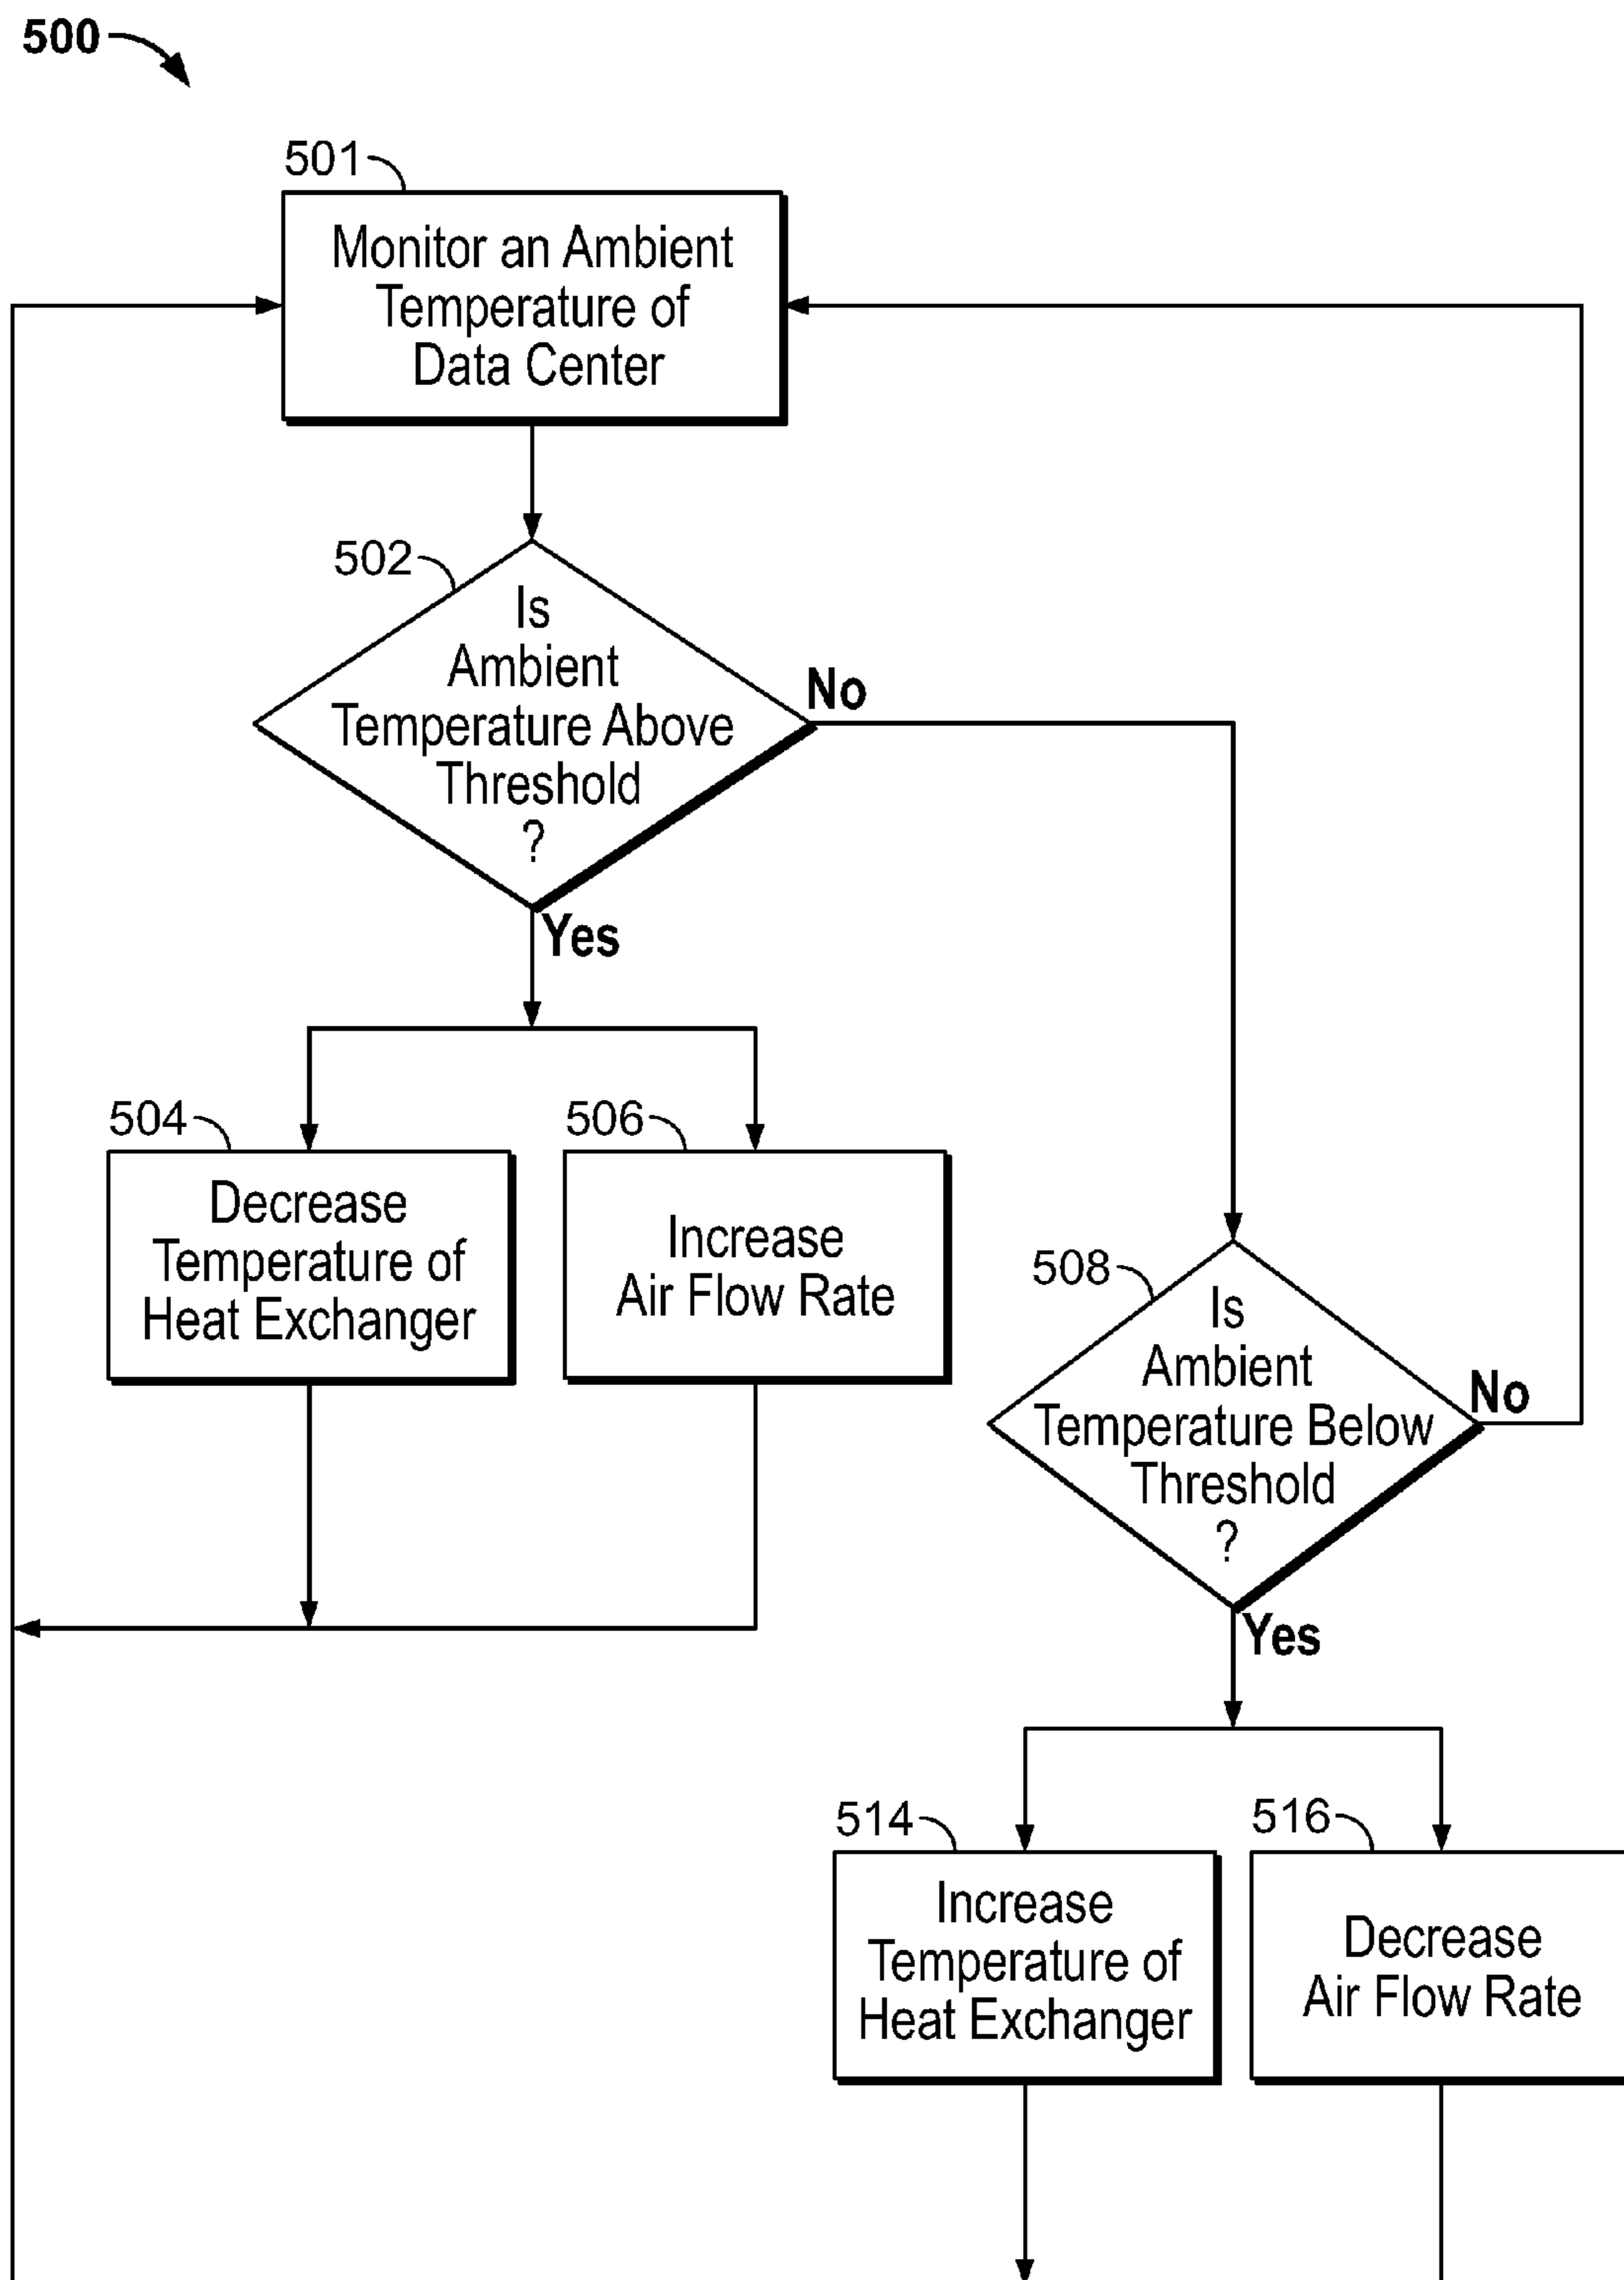 500
501
Monitor an Ambient
Temperature of
Data Center
502
Is
Ambient
Temperature Above
Threshold
?
No
Yes
504
Decrease
Temperature of
Heat Exchanger
506
Increase
Air Flow Rate
508
Is
Ambient
Temperature Below
Threshold
?
No
Yes
514
Increase
Temperature of
Heat Exchanger
516
Decrease
Air Flow Rate